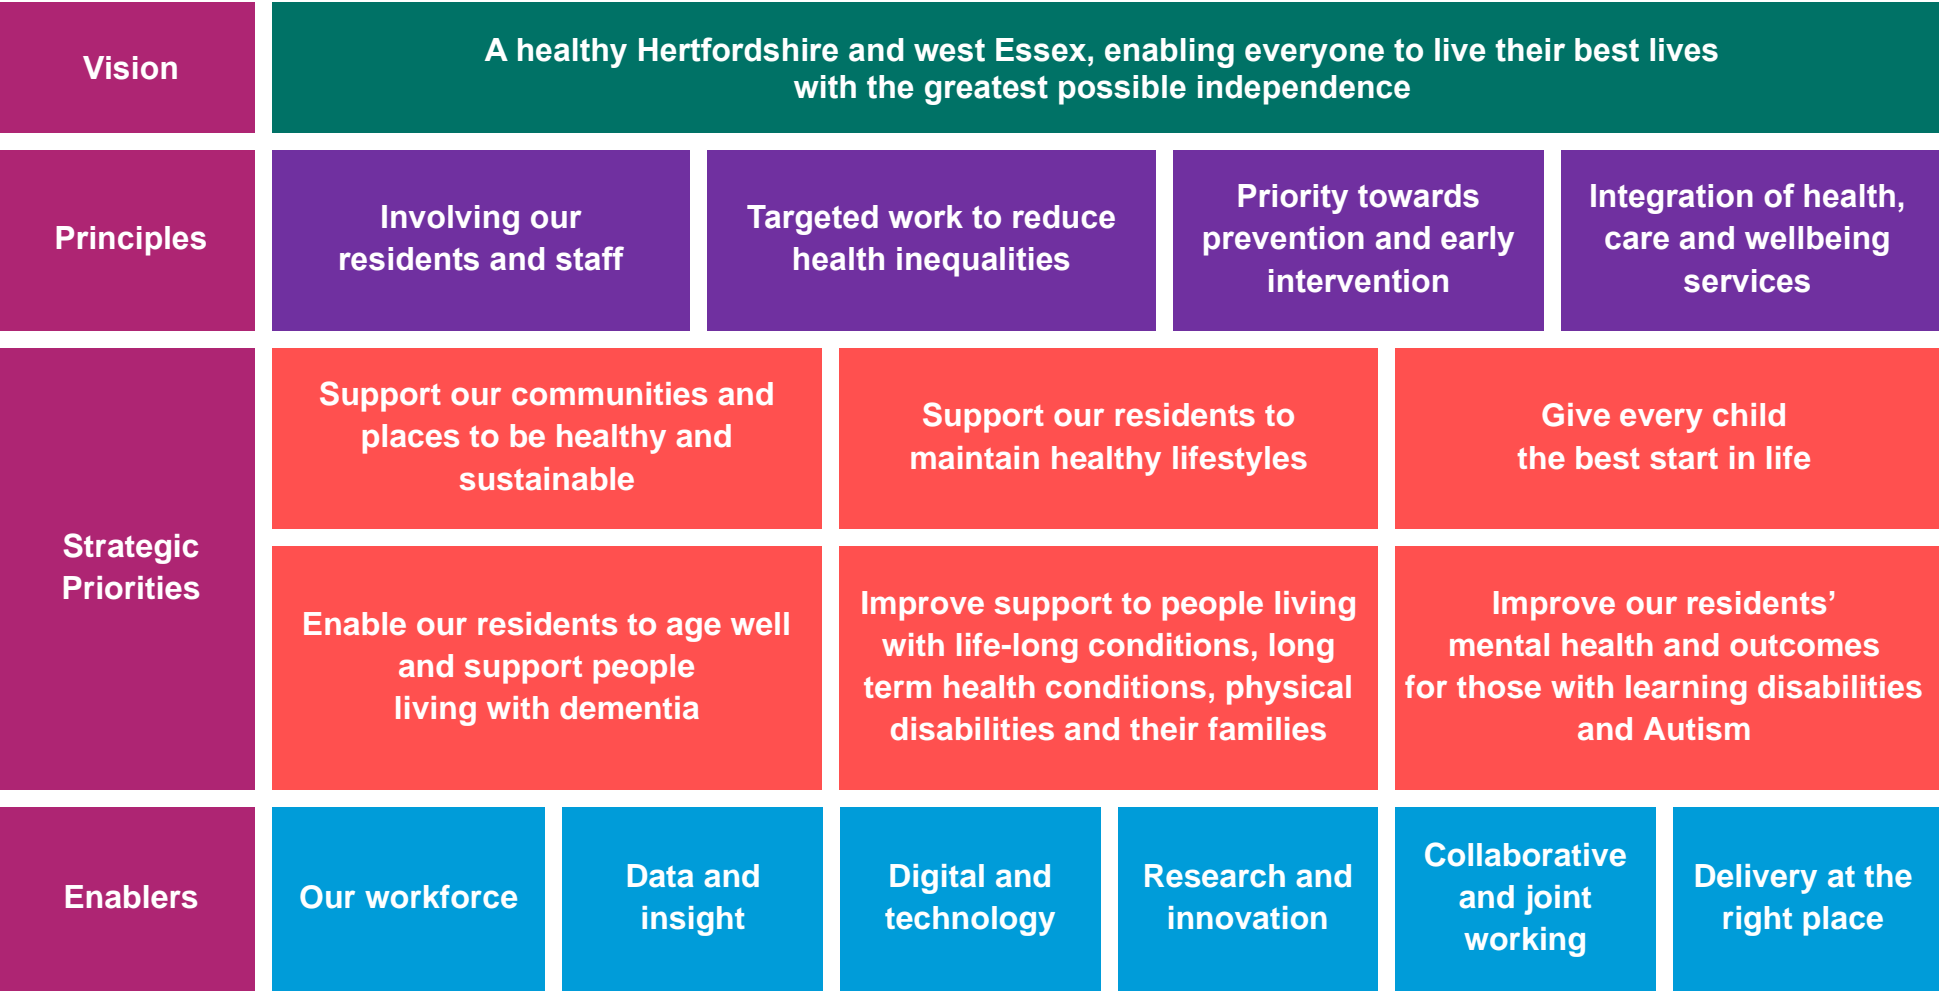 Vision
A healthy Hertfordshire and west Essex, enabling everyone to live their best lives
with the greatest possible independence
Principles
Involving our
residents and staff
Targeted work to reduce
health inequalities
Priority towards
prevention and early
intervention
Integration of health,
care and wellbeing
services
Strategic
Priorities
Support our communities and
places to be healthy and
sustainable
Support our residents to
maintain healthy lifestyles
Give every child
the best start in life
Enable our residents to age well
and support people
living with dementia
Improve support to people living
with life-long conditions, long
term health conditions, physical
disabilities and their families
Improve our residents’
mental health and outcomes
for those with learning disabilities
and Autism
Enablers
Our workforce
Data and
insight
Digital and
technology
Research and
innovation
Collaborative
and joint
working
Delivery at the
right place